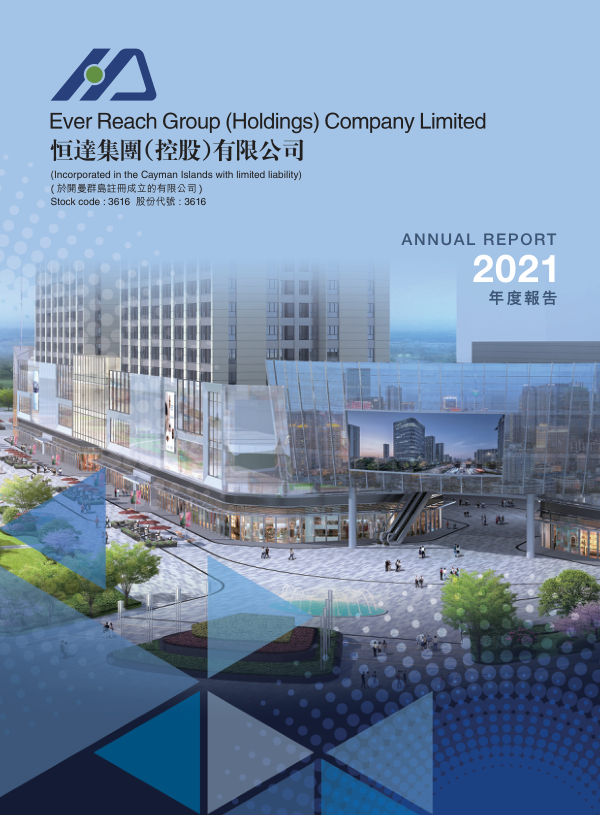 Ever Reach Group (Holdings) Company Limited
恒達集團(控股)有限公司
(Incorporated in the Cayman Islands with limited liability)
(於開曼群島註冊成立的有限公司)
Stock code : 3616 股份代號 : 3616
ANNUAL REPORT
2021
年度報告